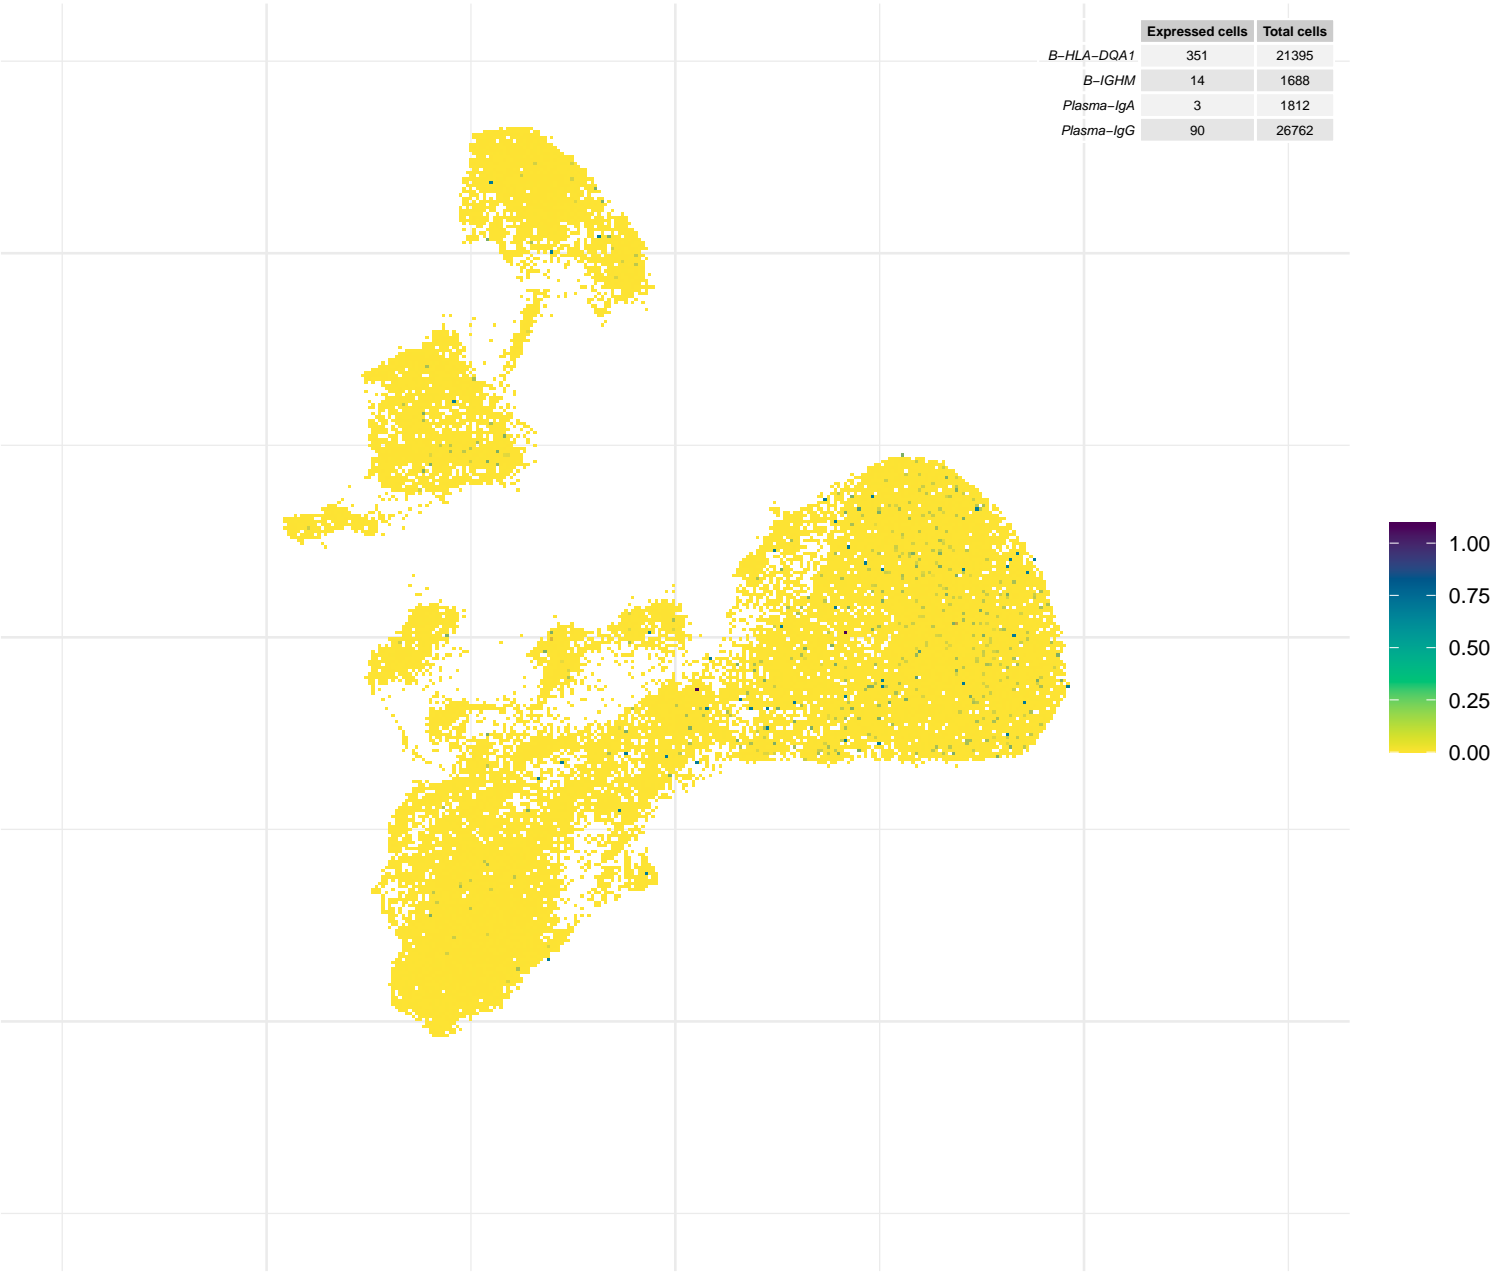 Expressed cells Total cells
B−HLA−DQA1 351 21395
B−IGHM 14 1688
Plasma−IgA 3 1812
Plasma−IgG 90 26762
1.00
0.75
0.50
0.25
0.00